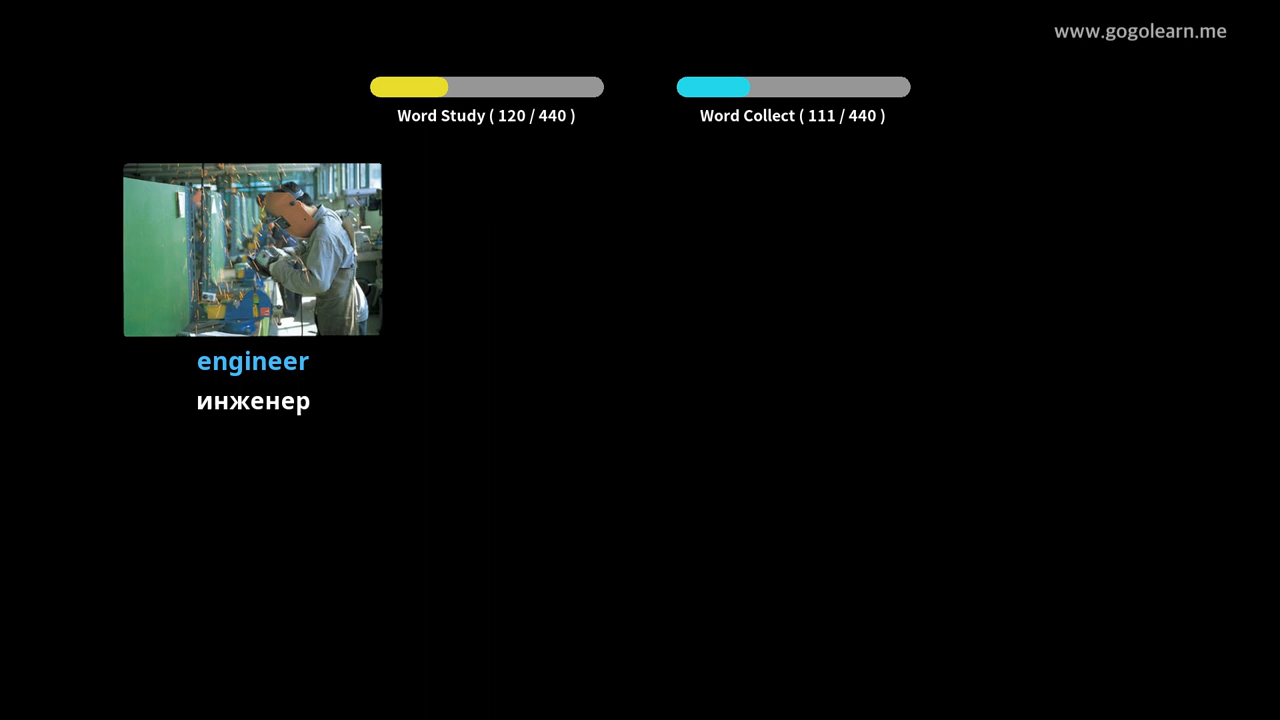 www.gogolearn.me
Word Study ( 120 / 440 )
Word Collect ( 111 / 440 )
engineer
инженер